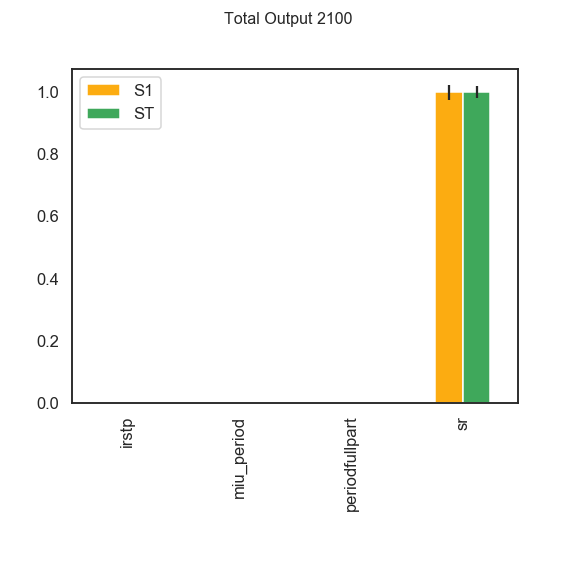 Total Output 2100
S1
ST
1.0
0.8
0.6
0.4
0.2
0.0
irstp
miu_period
periodfullpart
sr